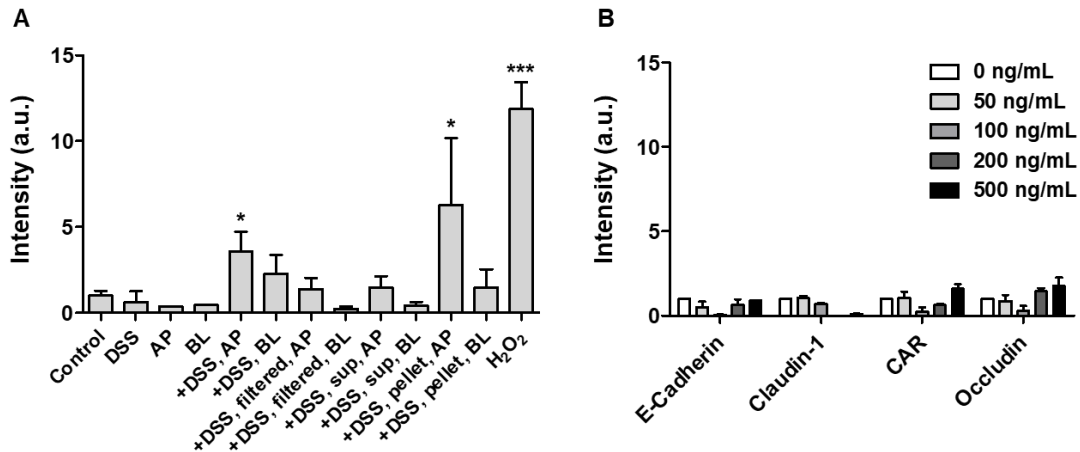 A
Intensity (a.u.)
15
10
5
0
*
*
***
Control
DSS
AP
BL
+DSS, AP
+DSS, BL
+DSS, filtered, AP
+DSS, filtered, BL
+DSS, sup, AP
+DSS, sup, BL
+DSS, pellet, AP
+DSS, pellet, BL
H₂O₂
B
Intensity (a.u.)
15
10
5
0
0 ng/mL
50 ng/mL
100 ng/mL
200 ng/mL
500 ng/mL
E-Cadherin
Claudin-1
CAR
Occludin